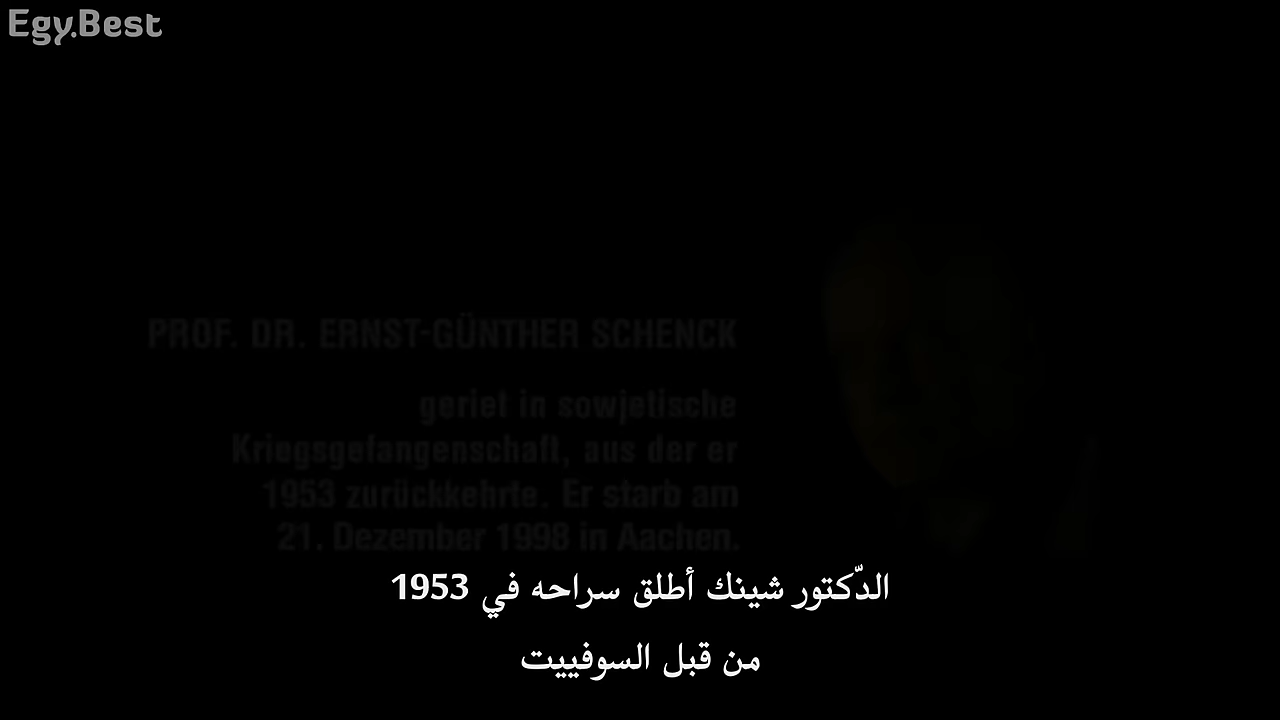 Egy.Best
PROF. DR. ERNST-GÜNTHER SCHENCK
geriet in sowjetische
Kriegsgefangenschaft, aus der er
1953 zurückkehrte. Er starb am
21. Dezember 1998 in Aachen.
الدّكتور شينك أطلق سراحه في 1953
من قبل السوفييت